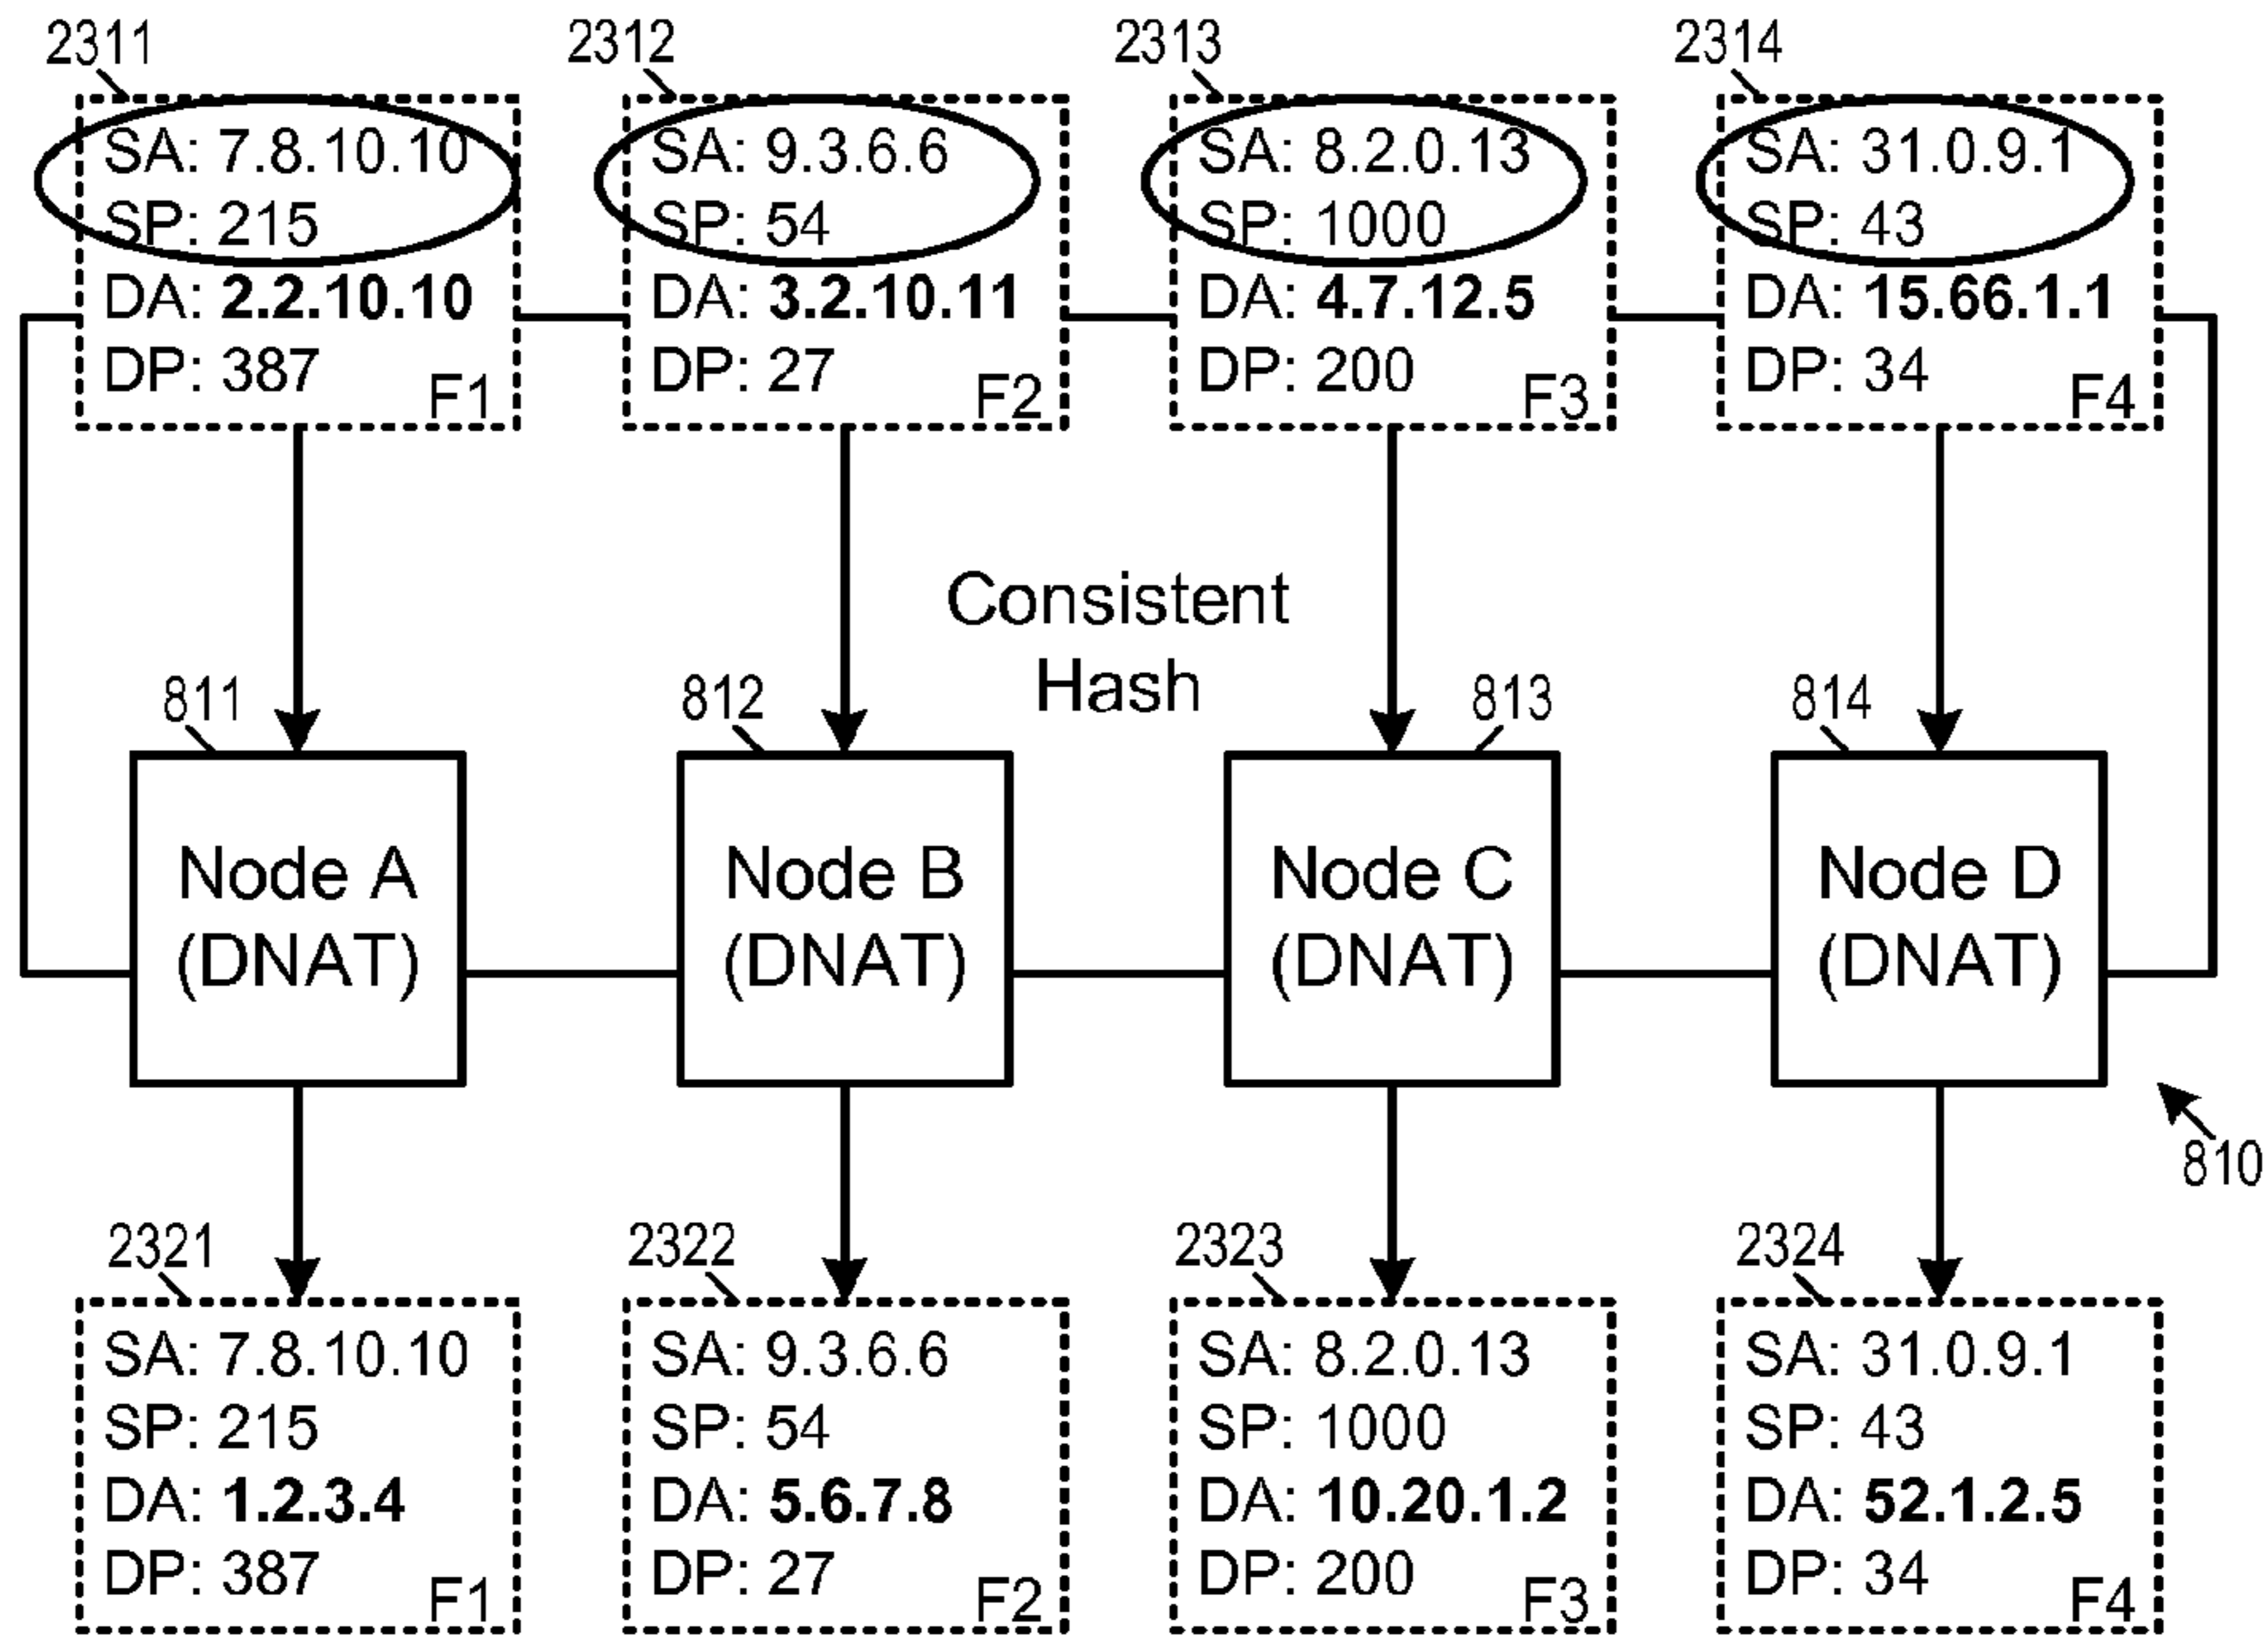 2311
2312
2313
2314
SA: 7.8.10.10
SP: 215
DA: 2.2.10.10
DP: 387
F1
SA: 9.3.6.6
SP: 54
DA: 3.2.10.11
DP: 27
F2
SA: 8.2.0.13
SP: 1000
DA: 4.7.12.5
DP: 200
F3
SA: 31.0.9.1
SP: 43
DA: 15.66.1.1
DP: 34
F4
Consistent
Hash
811
812
813
814
Node A
(DNAT)
Node B
(DNAT)
Node C
(DNAT)
Node D
(DNAT)
810
2321
2322
2323
2324
SA: 7.8.10.10
SP: 215
DA: 1.2.3.4
DP: 387
F1
SA: 9.3.6.6
SP: 54
DA: 5.6.7.8
DP: 27
F2
SA: 8.2.0.13
SP: 1000
DA: 10.20.1.2
DP: 200
F3
SA: 31.0.9.1
SP: 43
DA: 52.1.2.5
DP: 34
F4